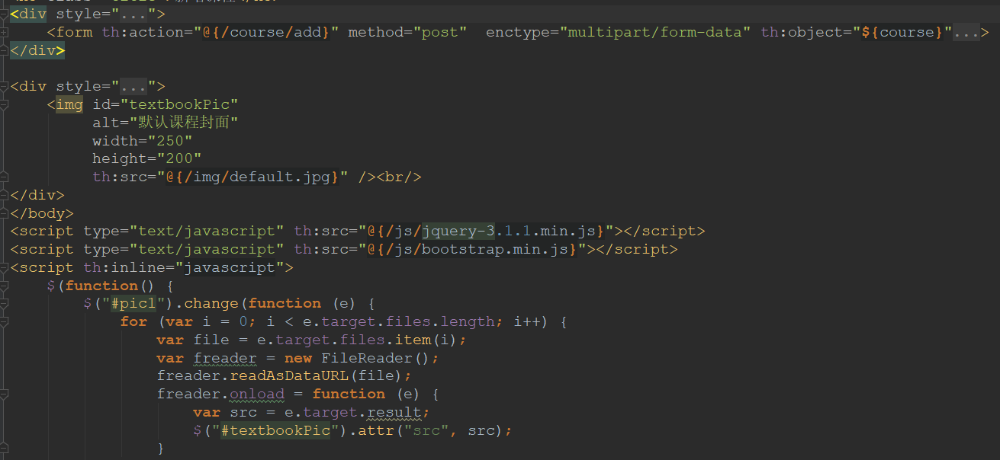 <div style="...">
    <form th:action="@{/course/add}" method="post"  enctype="multipart/form-data" th:object="${course}"...>
</div>

<div style="...">
    <img id="textbookPic"
         alt="默认课程封面"
         width="250"
         height="200"
         th:src="@{/img/default.jpg}" /><br/>
</div>
</body>
<script type="text/javascript" th:src="@{/js/jquery-3.1.1.min.js}"></script>
<script type="text/javascript" th:src="@{/js/bootstrap.min.js}"></script>
<script th:inline="javascript">
    $(function() {
        $("#pic1").change(function (e) {
            for (var i = 0; i < e.target.files.length; i++) {
                var file = e.target.files.item(i);
                var freader = new FileReader();
                freader.readAsDataURL(file);
                freader.onload = function (e) {
                    var src = e.target.result;
                    $("#textbookPic").attr("src", src);
                }